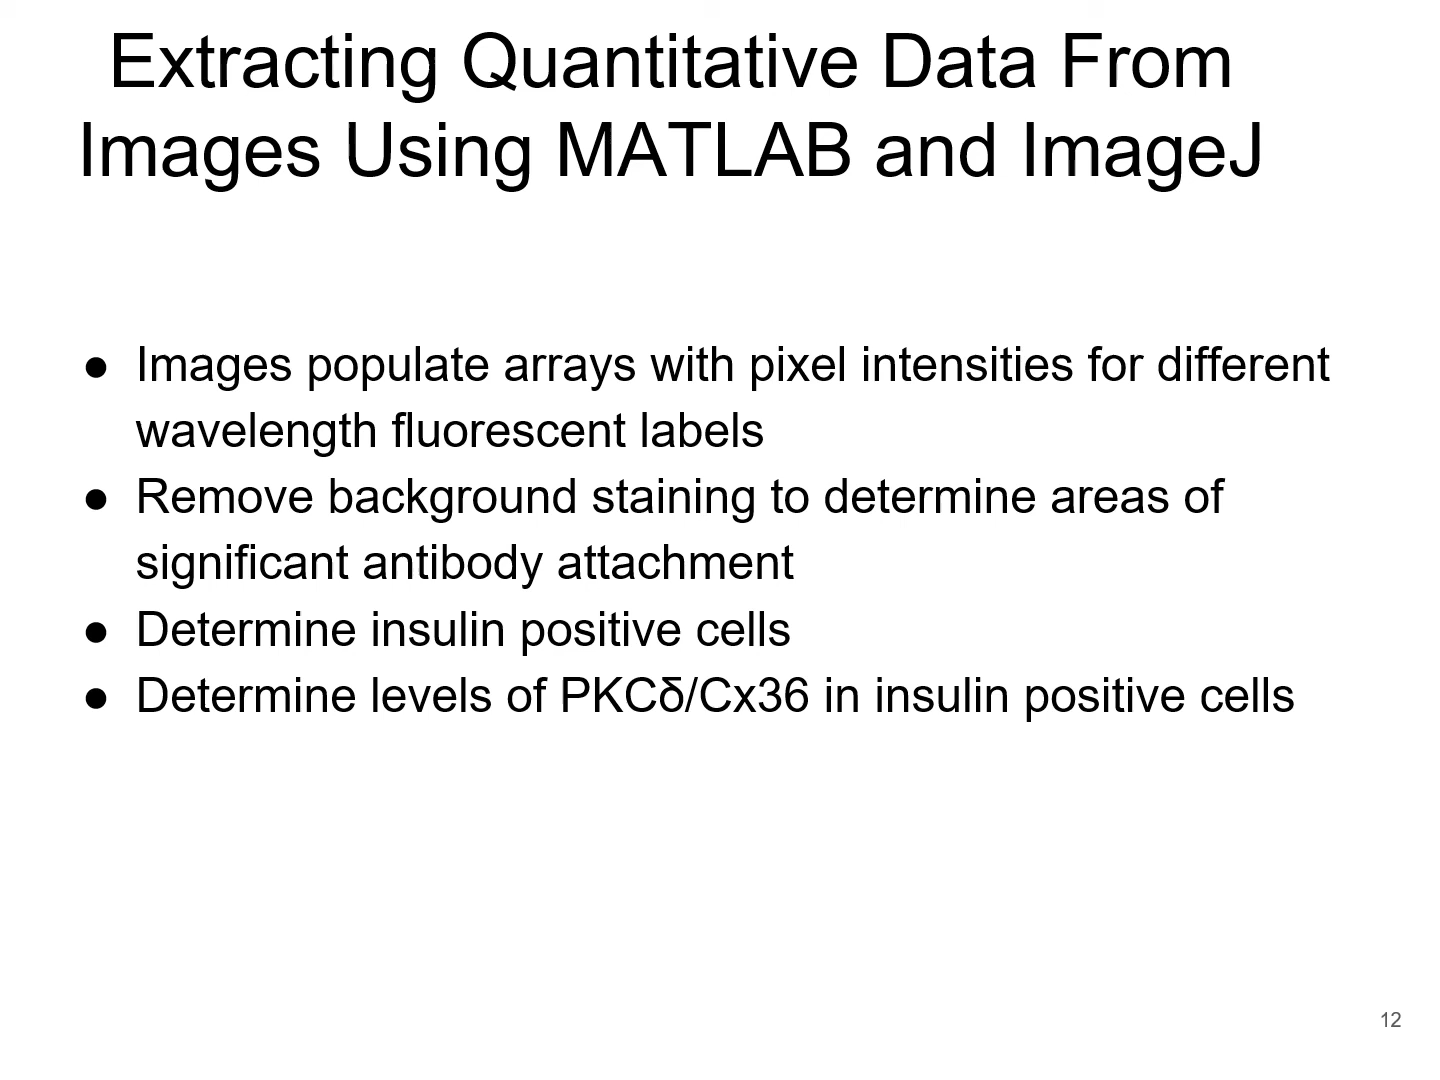 Extracting Quantitative Data From
Images Using MATLAB and ImageJ
● Images populate arrays with pixel intensities for different
wavelength fluorescent labels
● Remove background staining to determine areas of
significant antibody attachment
● Determine insulin positive cells
● Determine levels of PKCδ/Cx36 in insulin positive cells
12